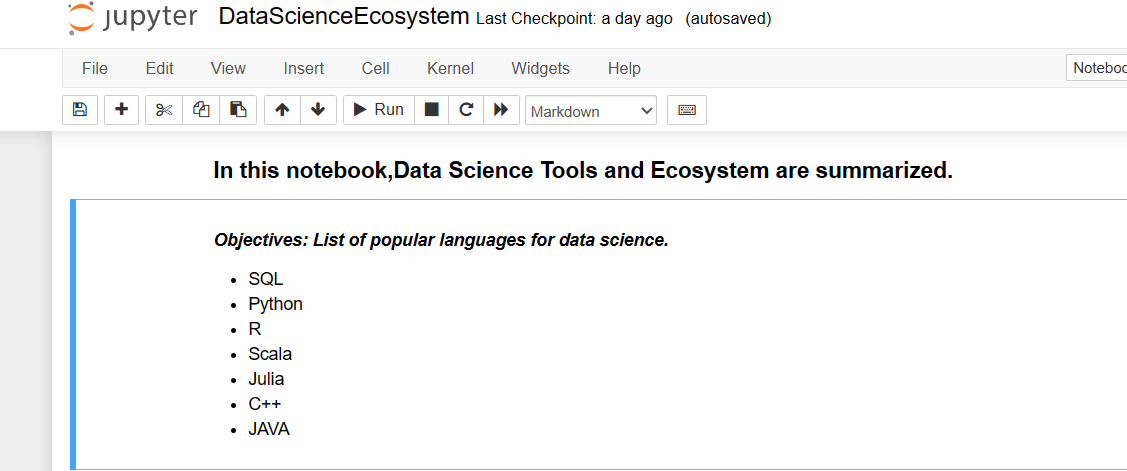 jupyter DataScienceEcosystem Last Checkpoint: a day ago (autosaved)
File Edit View Insert Cell Kernel Widgets Help
Run Markdown
In this notebook,Data Science Tools and Ecosystem are summarized.
Objectives: List of popular languages for data science.
SQL
Python
R
Scala
Julia
C++
JAVA